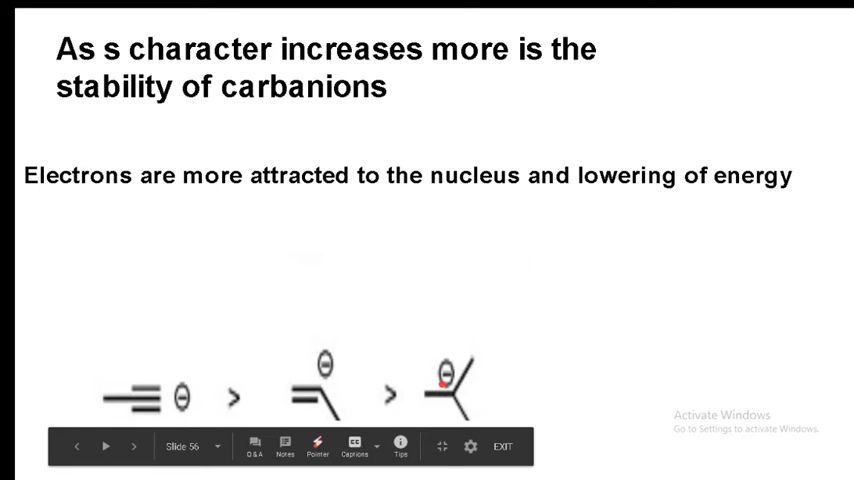 As s character increases more is the
stability of carbanions
Electrons are more attracted to the nucleus and lowering of energy
⊖ > ⊖ > ⊖
Activate Windows
Go to Settings to activate Windows.
Slide 56
Q&A Notes Pointer Captions Tips EXIT